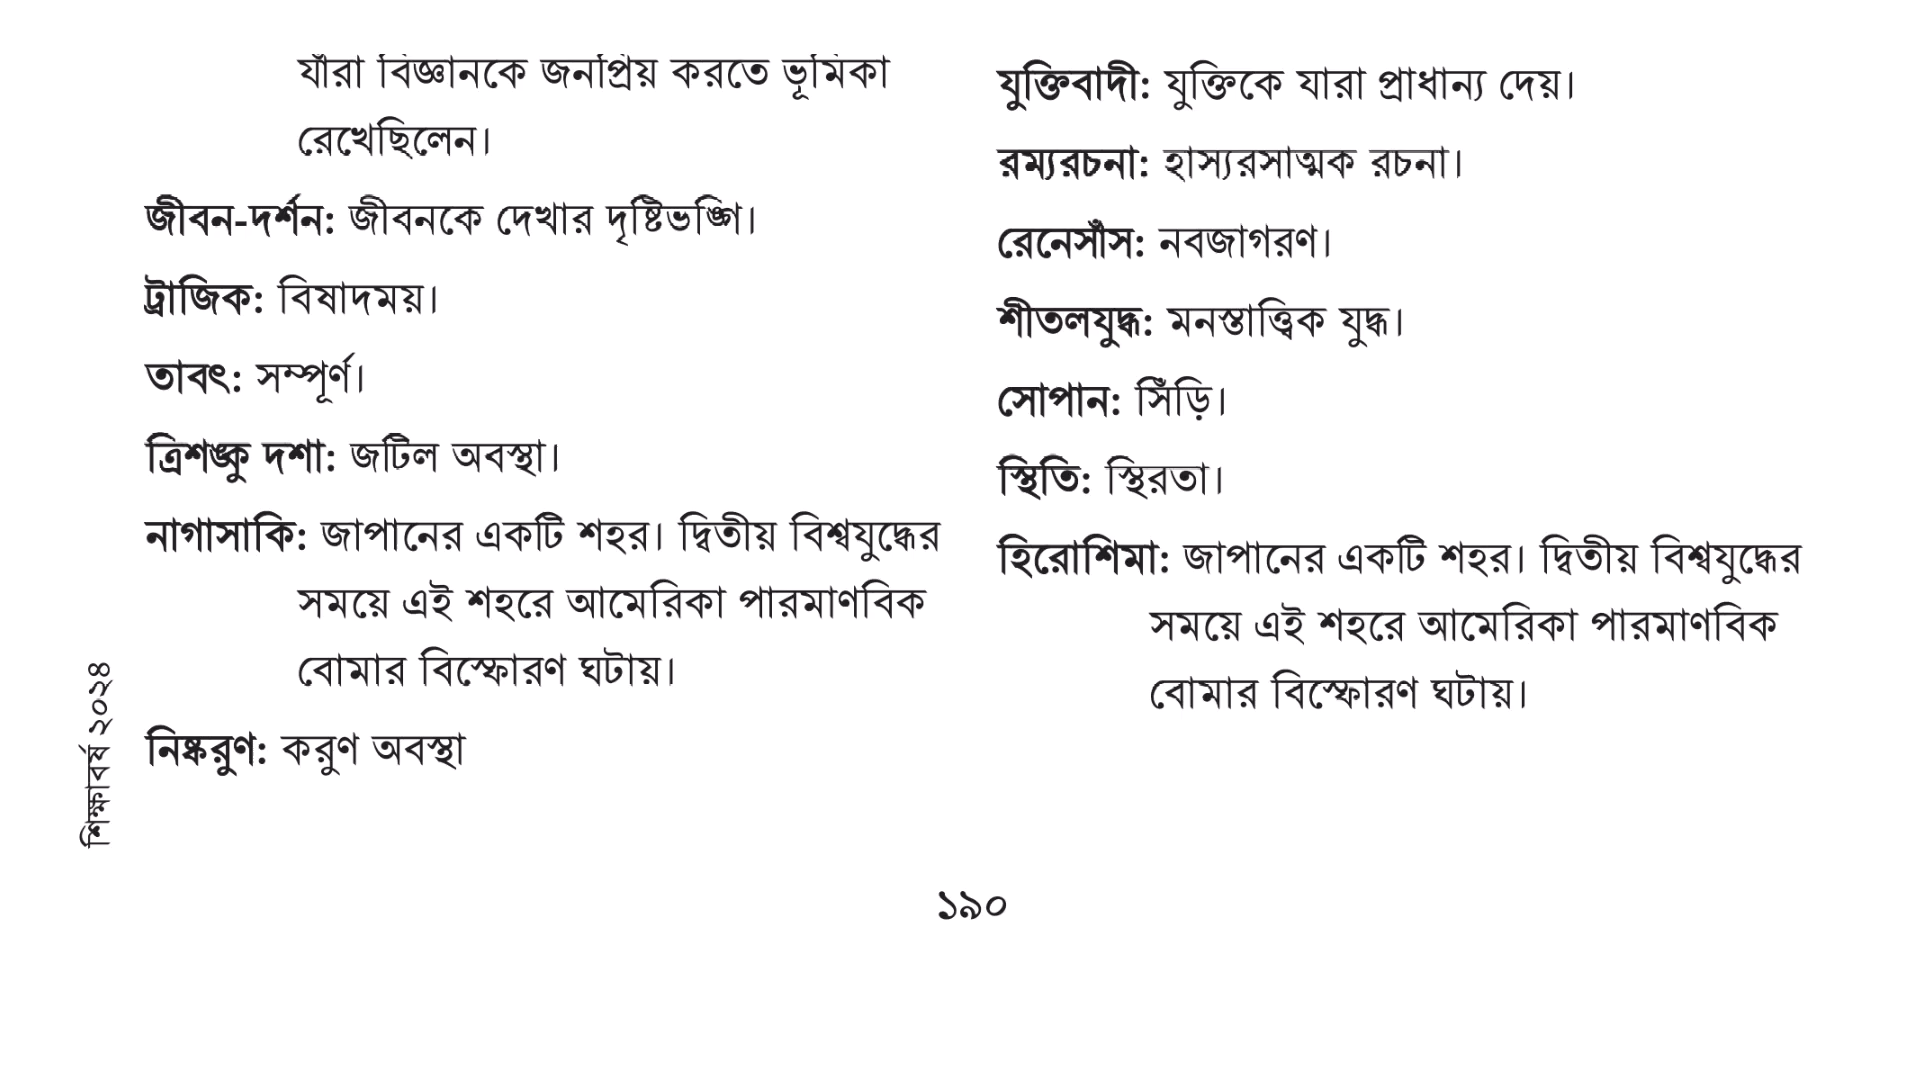 যাঁরা বিজ্ঞানকে জনপ্রিয় করতে ভূমিকা
রেখেছিলেন।
জীবন-দর্শন: জীবনকে দেখার দৃষ্টিভঙ্গি।
ট্রাজিক: বিষাদময়।
তাবৎ: সম্পূর্ণ।
ত্রিশঙ্কু দশা: জটিল অবস্থা।
নাগাসাকি: জাপানের একটি শহর। দ্বিতীয় বিশ্বযুদ্ধের
সময়ে এই শহরে আমেরিকা পারমাণবিক
বোমার বিস্ফোরণ ঘটায়।
নিষ্করুণ: করুণ অবস্থা
যুক্তিবাদী: যুক্তিকে যারা প্রাধান্য দেয়।
রম্যরচনা: হাস্যরসাত্মক রচনা।
রেনেসাঁস: নবজাগরণ।
শীতলযুদ্ধ: মনস্তাত্ত্বিক যুদ্ধ।
সোপান: সিঁড়ি।
স্থিতি: স্থিরতা।
হিরোশিমা: জাপানের একটি শহর। দ্বিতীয় বিশ্বযুদ্ধের
সময়ে এই শহরে আমেরিকা পারমাণবিক
বোমার বিস্ফোরণ ঘটায়।
শিক্ষাবর্ষ ২০২৪
১৯০